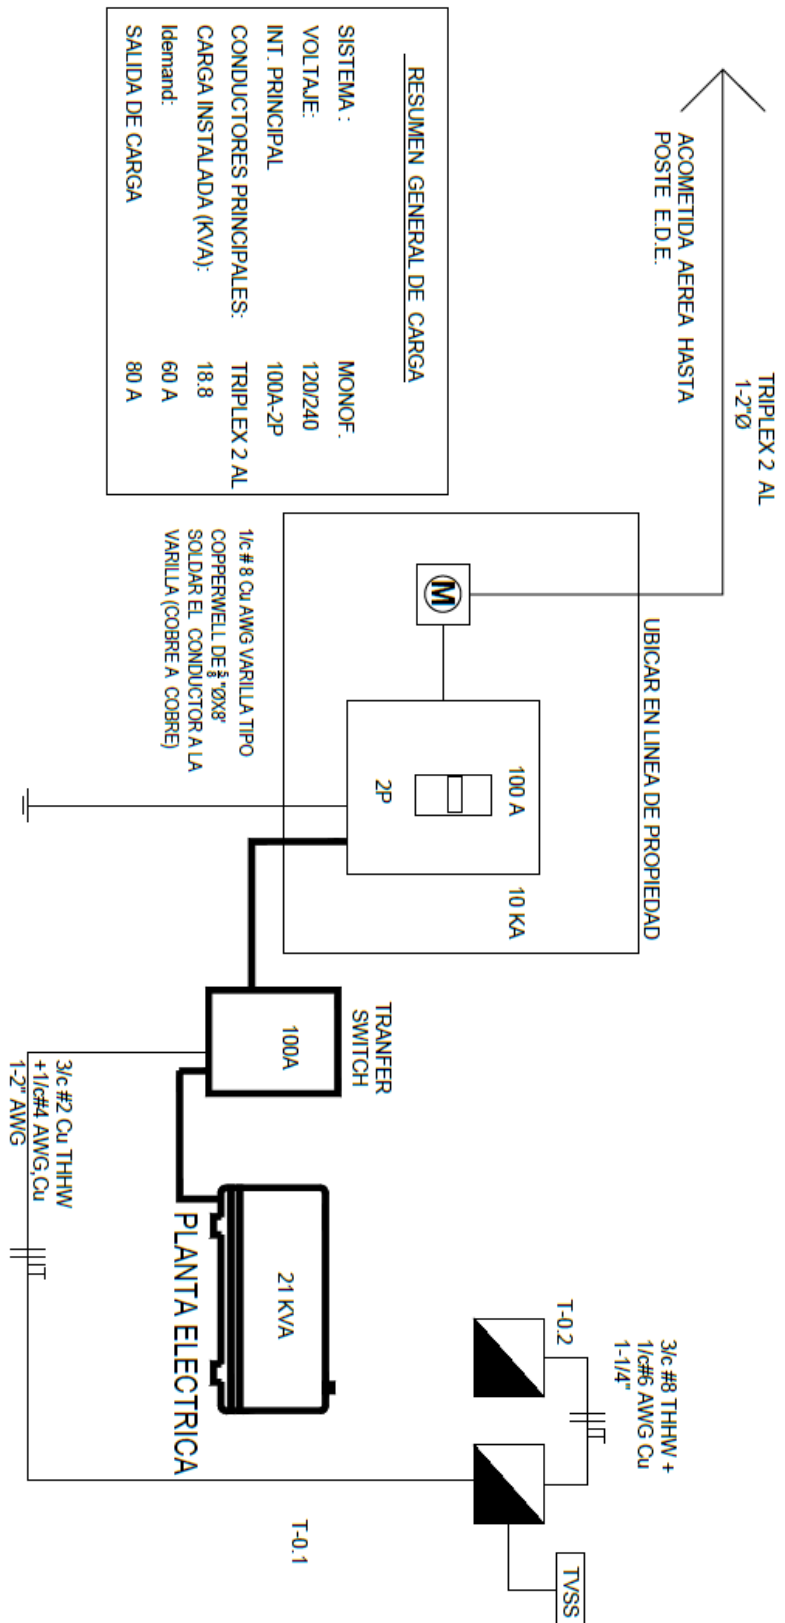 TRIPLEX 2 AL
1-2"Ø
ACOMETIDA AEREA HASTA
POSTE E.D.E.
RESUMEN GENERAL DE CARGA
SISTEMA : MONOF.
VOLTAJE: 120/240
INT. PRINCIPAL 100A-2P
CONDUCTORES PRINCIPALES: TRIPLEX 2 AL
CARGA INSTALADA (KVA): 18.8
Idemand: 60 A
SALIDA DE CARGA 80 A
UBICAR EN LINEA DE PROPIEDAD
M
100 A
2P
10 KA
1/c # 8 Cu AWG VARILLA TIPO
COPPERWELL DE 5/8"ØX8'
SOLDAR EL CONDUCTOR A LA
VARILLA (COBRE A COBRE)
TRANFER
SWITCH
100A
3/c #2 Cu THHW
+1/c#4 AWG,Cu
1-2" AWG
T
21 KVA
PLANTA ELECTRICA
3/c #8 THHW +
1/c#6 AWG Cu
1-1/4"
T
T-0.2
T-0.1
TVSS